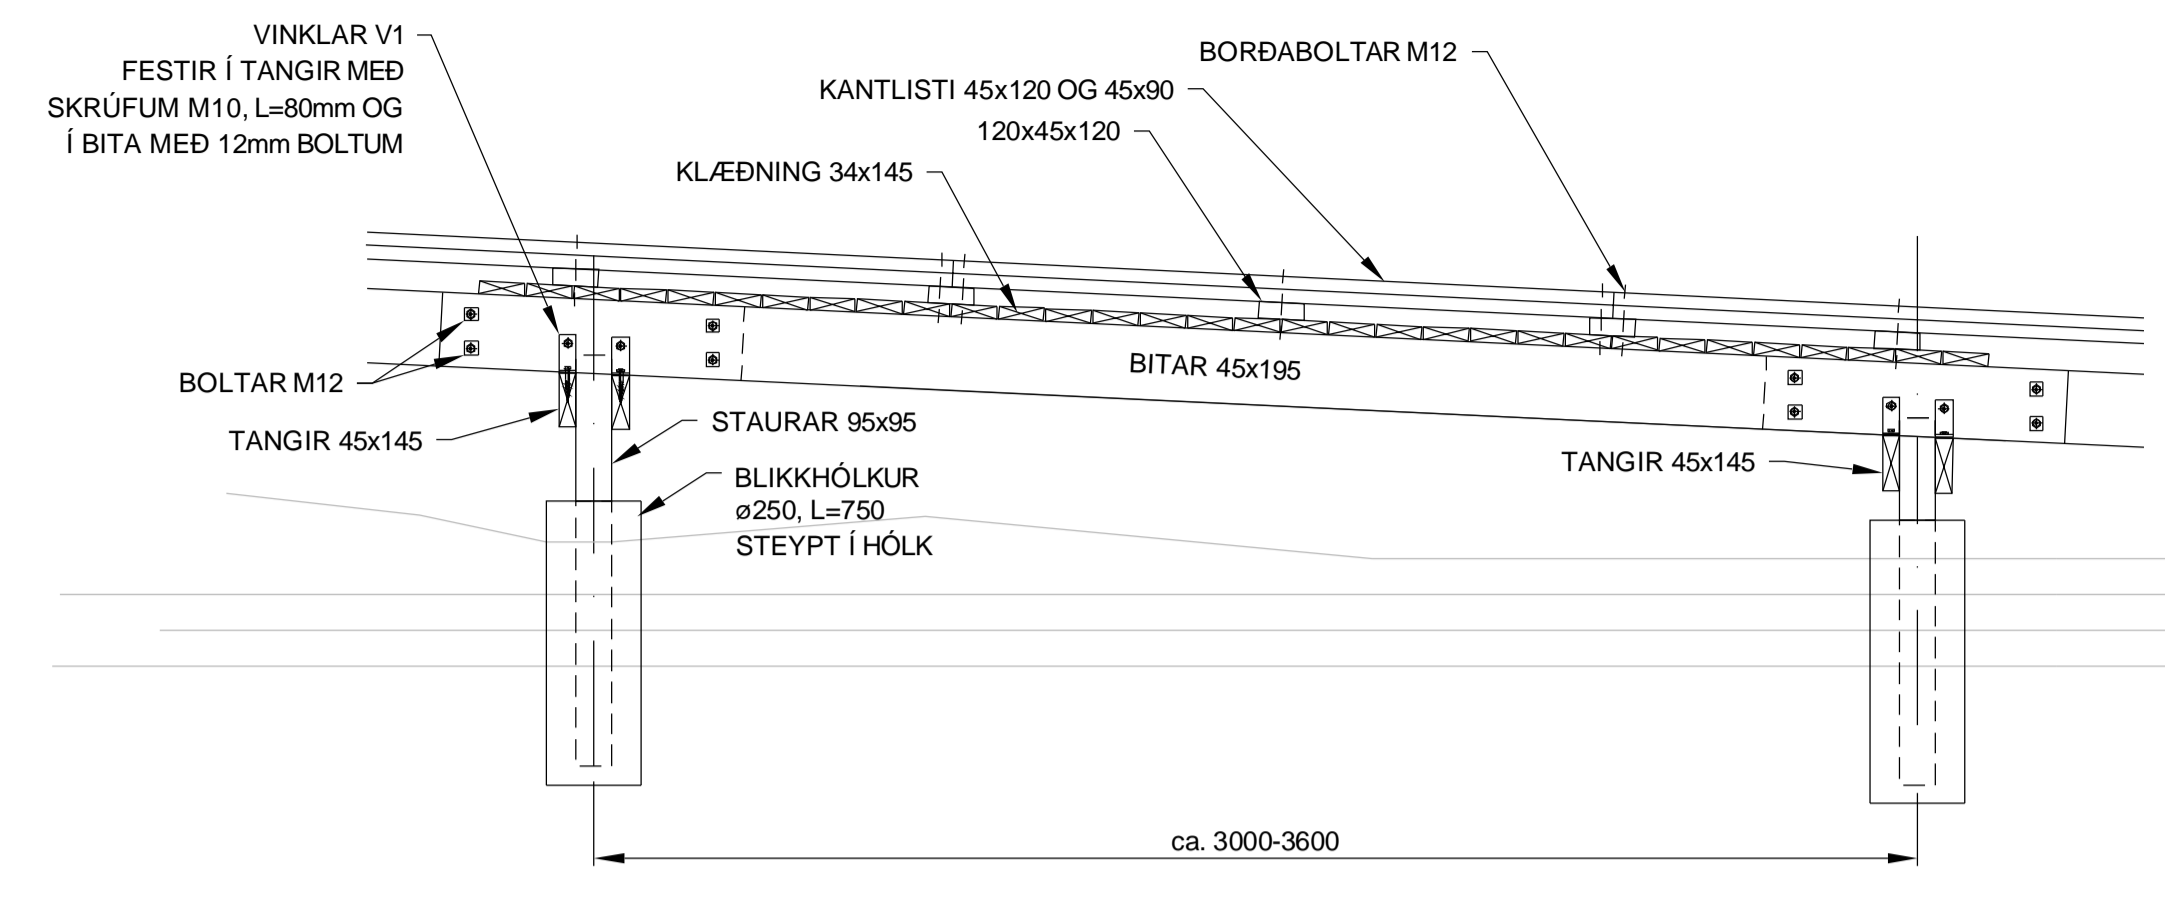 VINKLAR V1
FESTIR Í TANGIR MEÐ
SKRÚFUM M10, L=80mm OG
Í BITA MEÐ 12mm BOLTUM
BORÐABOLTAR M12
KANTLISTI 45x120 OG 45x90
120x45x120
KLÆÐNING 34x145
BITAR 45x195
BOLTAR M12
TANGIR 45x145
STAURAR 95x95
BLIKKHÓLKUR
ø250, L=750
STEYPT Í HÓLK
TANGIR 45x145
ca. 3000-3600